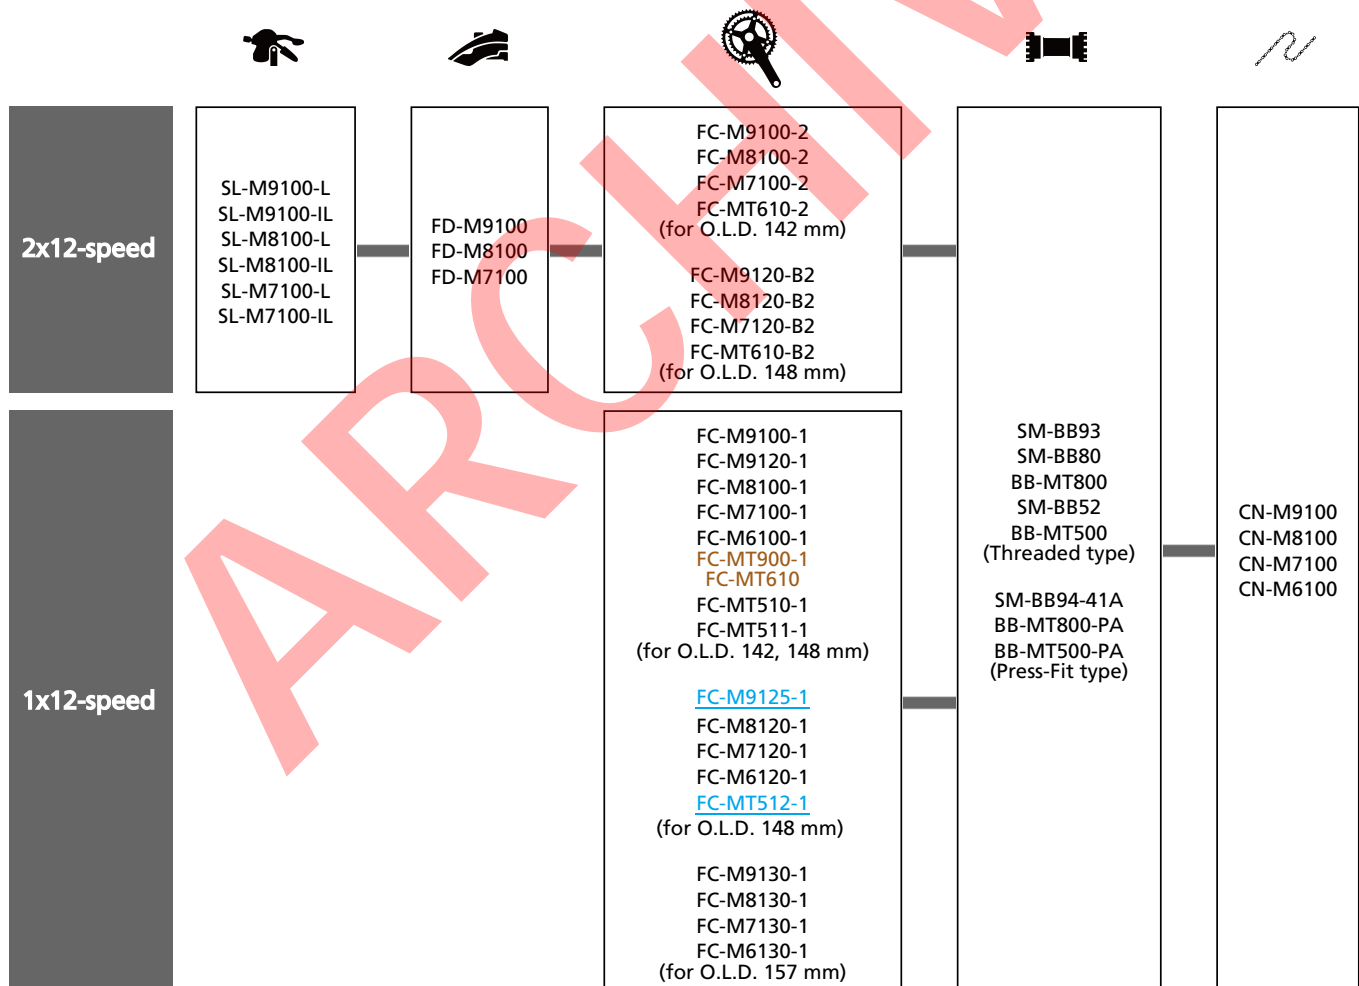 2x12-speed
SL-M9100-L
SL-M9100-IL
SL-M8100-L
SL-M8100-IL
SL-M7100-L
SL-M7100-IL
FD-M9100
FD-M8100
FD-M7100
FC-M9100-2
FC-M8100-2
FC-M7100-2
FC-MT610-2
(for O.L.D. 142 mm)
FC-M9120-B2
FC-M8120-B2
FC-M7120-B2
FC-MT610-B2
(for O.L.D. 148 mm)
1x12-speed
FC-M9100-1
FC-M9120-1
FC-M8100-1
FC-M7100-1
FC-M6100-1
FC-MT900-1
FC-MT610
FC-MT510-1
FC-MT511-1
(for O.L.D. 142, 148 mm)
FC-M9125-1
FC-M8120-1
FC-M7120-1
FC-M6120-1
FC-MT512-1
(for O.L.D. 148 mm)
FC-M9130-1
FC-M8130-1
FC-M7130-1
FC-M6130-1
(for O.L.D. 157 mm)
SM-BB93
SM-BB80
BB-MT800
SM-BB52
BB-MT500
(Threaded type)
SM-BB94-41A
BB-MT800-PA
BB-MT500-PA
(Press-Fit type)
CN-M9100
CN-M8100
CN-M7100
CN-M6100
ARCHIV